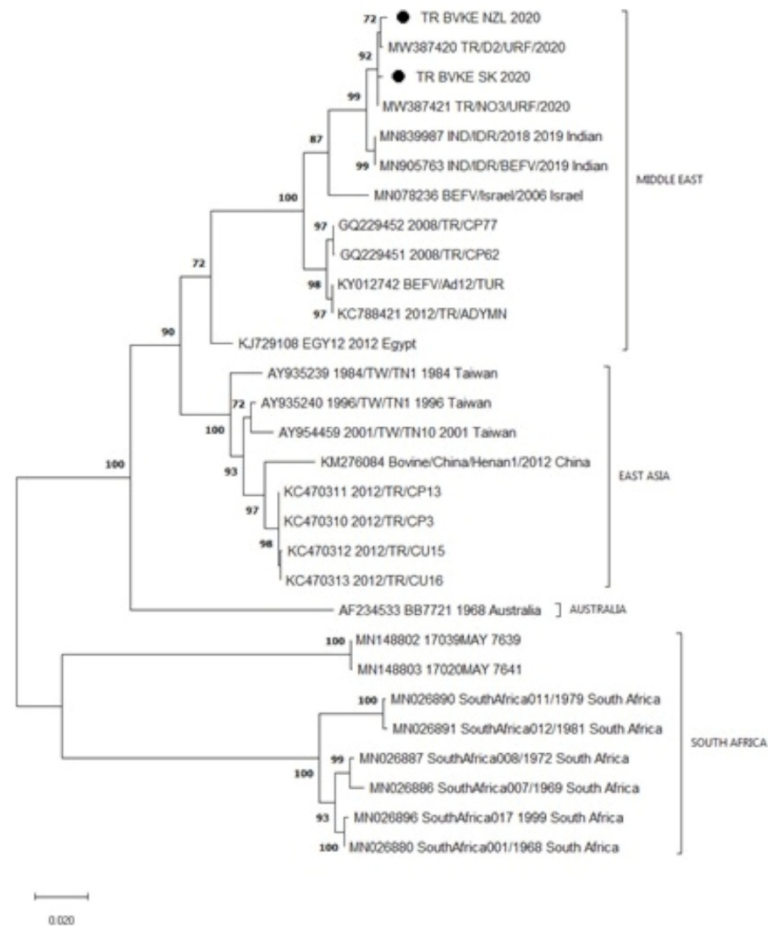 72
TR BVKE NZL 2020
MW387420 TR/D2/URF/2020
92
TR BVKE SK 2020
99
MW387421 TR/NO3/URF/2020
87
MN839987 IND/IDR/2018 2019 Indian
99
MN905763 IND/IDR/BEFV/2019 Indian
MIDDLE EAST
100
MN078236 BEFV/Israel/2006 Israel
97
GQ229452 2008/TR/CP77
GQ229451 2008/TR/CP62
72
98
KY012742 BEFV/Ad12/TUR
97
KC788421 2012/TR/ADYMN
90
KJ729108 EGY12 2012 Egypt
AY935239 1984/TW/TN1 1984 Taiwan
72
AY935240 1996/TW/TN1 1996 Taiwan
100
AY954459 2001/TW/TN10 2001 Taiwan
100
93
KM276084 Bovine/China/Henan1/2012 China
EAST ASIA
97
KC470311 2012/TR/CP13
KC470310 2012/TR/CP3
98
KC470312 2012/TR/CU15
KC470313 2012/TR/CU16
AF234533 BB7721 1968 Australia
AUSTRALIA
100
MN148802 17039MAY 7639
MN148803 17020MAY 7641
100
MN026890 SouthAfrica011/1979 South Africa
MN026891 SouthAfrica012/1981 South Africa
SOUTH AFRICA
99
MN026887 SouthAfrica008/1972 South Africa
100
MN026886 SouthAfrica007/1969 South Africa
93
MN026896 SouthAfrica017 1999 South Africa
100
MN026880 SouthAfrica001/1968 South Africa
0.020